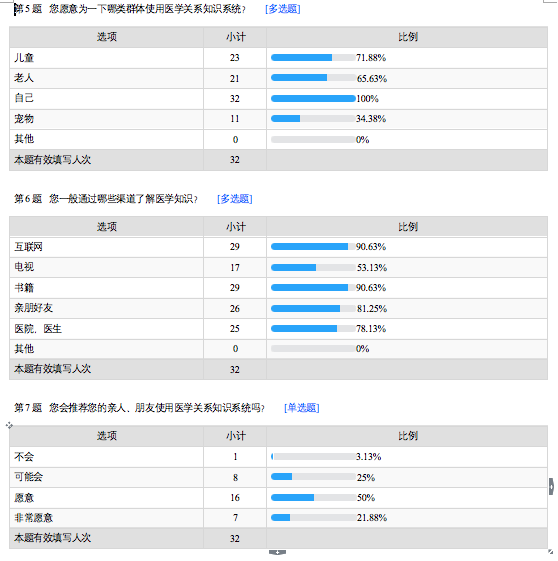 第5题 您愿意为一下哪类群体使用医学关系知识系统？ [多选题]
选项 小计 比例
儿童 23 71.88%
老人 21 65.63%
自己 32 100%
宠物 11 34.38%
其他 0 0%
本题有效填写人次 32
第6题 您一般通过哪些渠道了解医学知识？ [多选题]
选项 小计 比例
互联网 29 90.63%
电视 17 53.13%
书籍 29 90.63%
亲朋好友 26 81.25%
医院、医生 25 78.13%
其他 0 0%
本题有效填写人次 32
第7题 您会推荐您的亲人、朋友使用医学关系知识系统吗？ [单选题]
选项 小计 比例
不会 1 3.13%
可能会 8 25%
愿意 16 50%
非常愿意 7 21.88%
本题有效填写人次 32